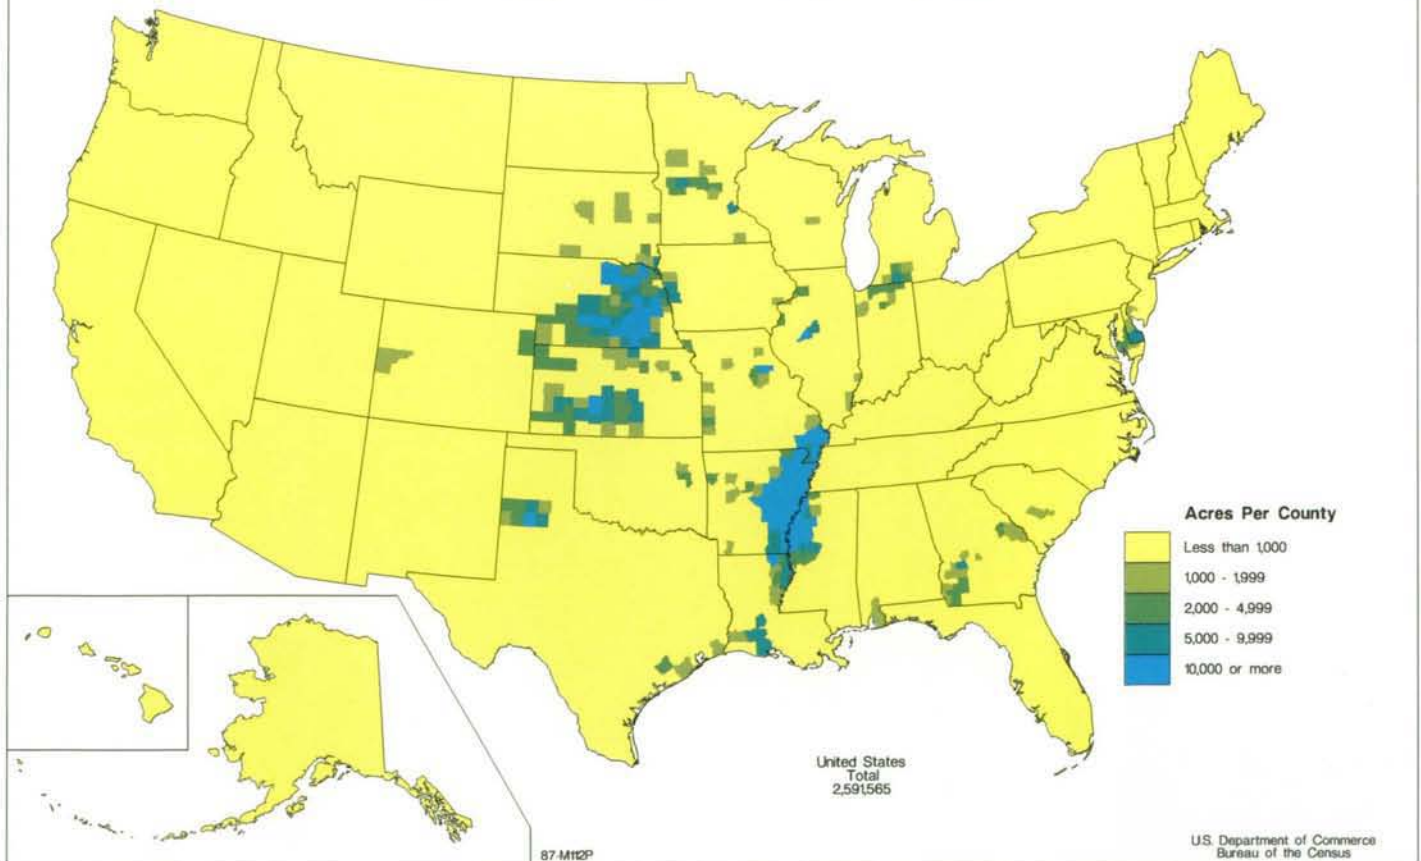 Acres Per County
Less than 1,000
1,000 - 1,999
2,000 - 4,999
5,000 - 9,999
10,000 or more
United States
Total
2,591,565
87-M112P
U.S. Department of Commerce
Bureau of the Census